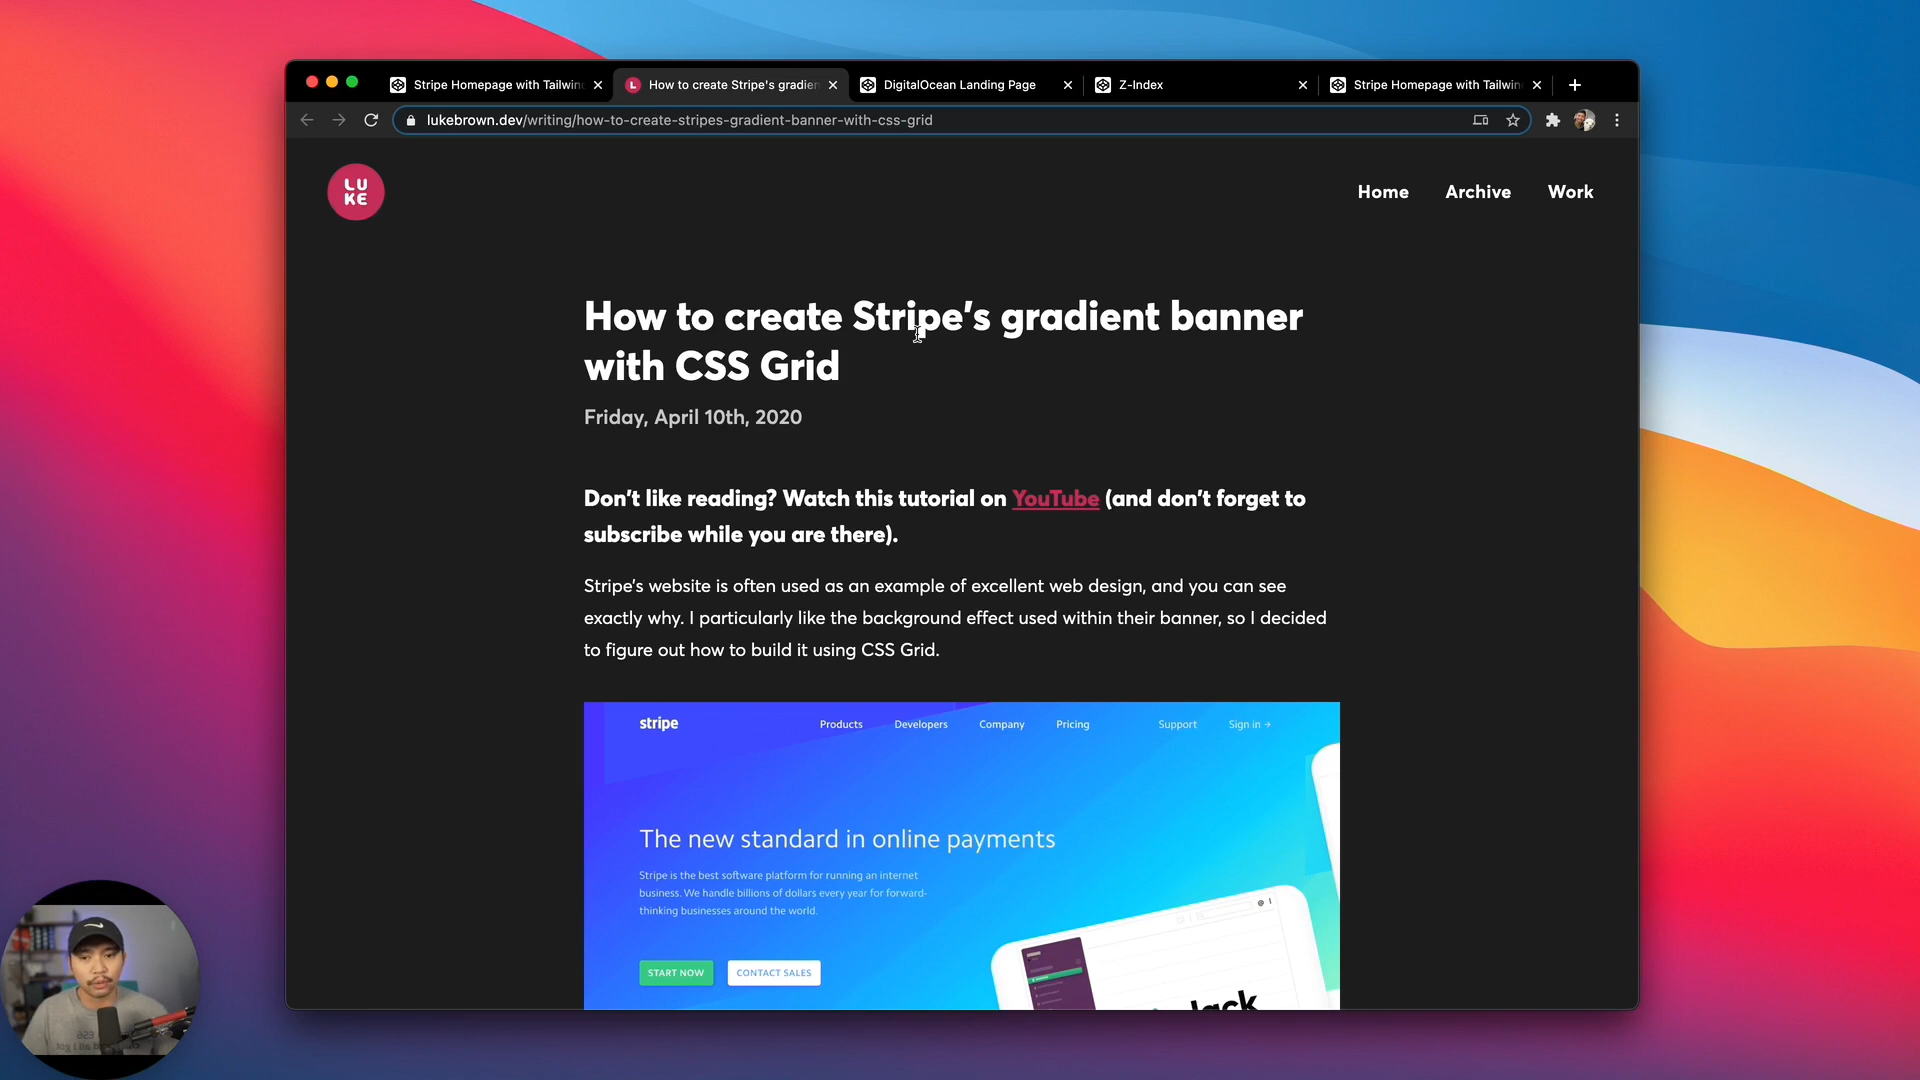 Stripe Homepage with Tailwin
How to create Stripe's gradien
DigitalOcean Landing Page
Z-Index
Stripe Homepage with Tailwin
lukebrown.dev/writing/how-to-create-stripes-gradient-banner-with-css-grid
LU
KE
Home
Archive
Work
How to create Stripe's gradient banner
with CSS Grid
Friday, April 10th, 2020
Don't like reading? Watch this tutorial on YouTube (and don't forget to
subscribe while you are there).
Stripe's website is often used as an example of excellent web design, and you can see
exactly why. I particularly like the background effect used within their banner, so I decided
to figure out how to build it using CSS Grid.
stripe
Products
Developers
Company
Pricing
Support
Sign in →
The new standard in online payments
Stripe is the best software platform for running an internet
business. We handle billions of dollars every year for forward-
thinking businesses around the world.
START NOW
CONTACT SALES